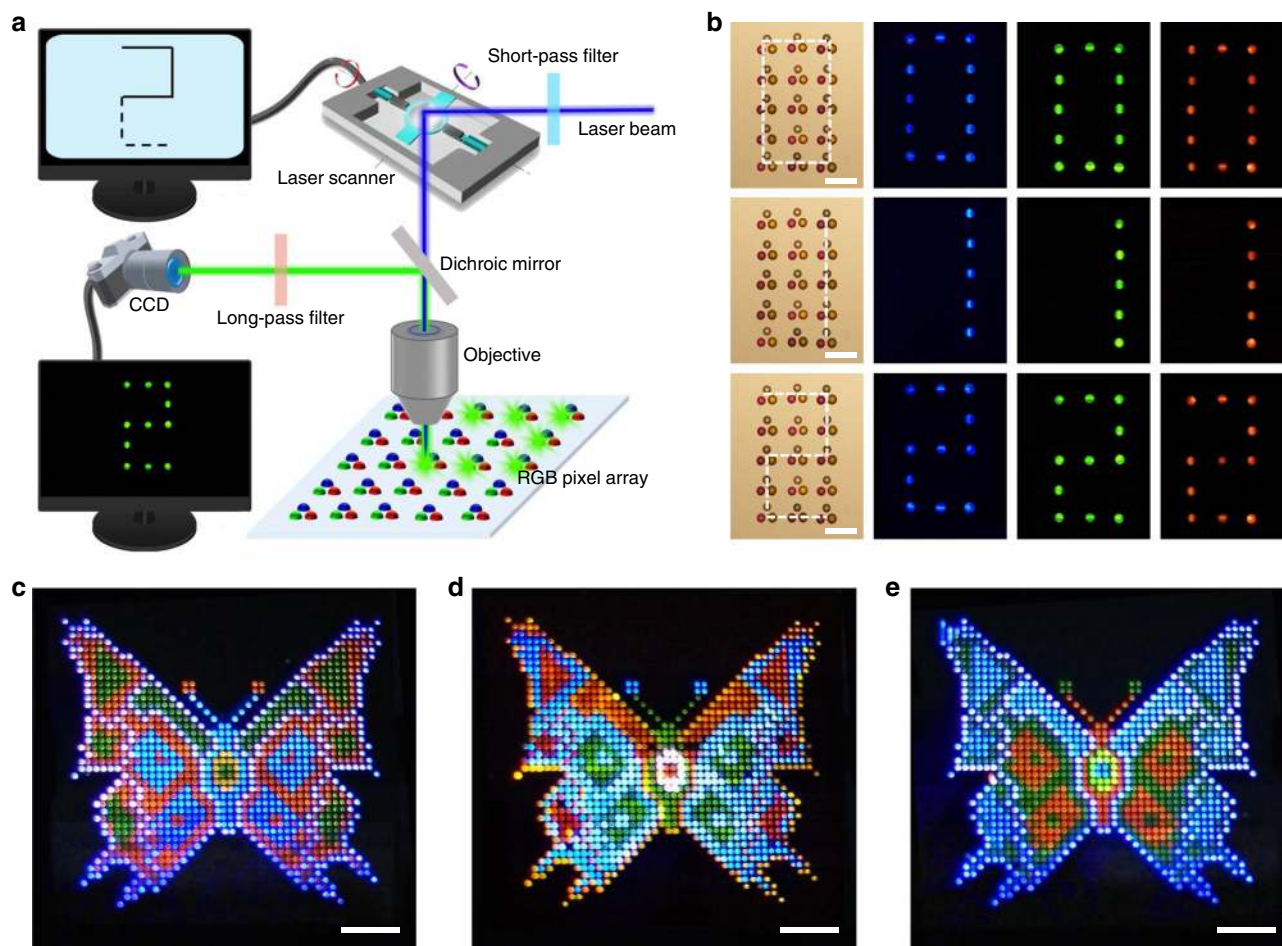 a
Short-pass filter
Laser beam
Laser scanner
Dichroic mirror
CCD
Long-pass filter
Objective
RGB pixel array
b
c
d
e